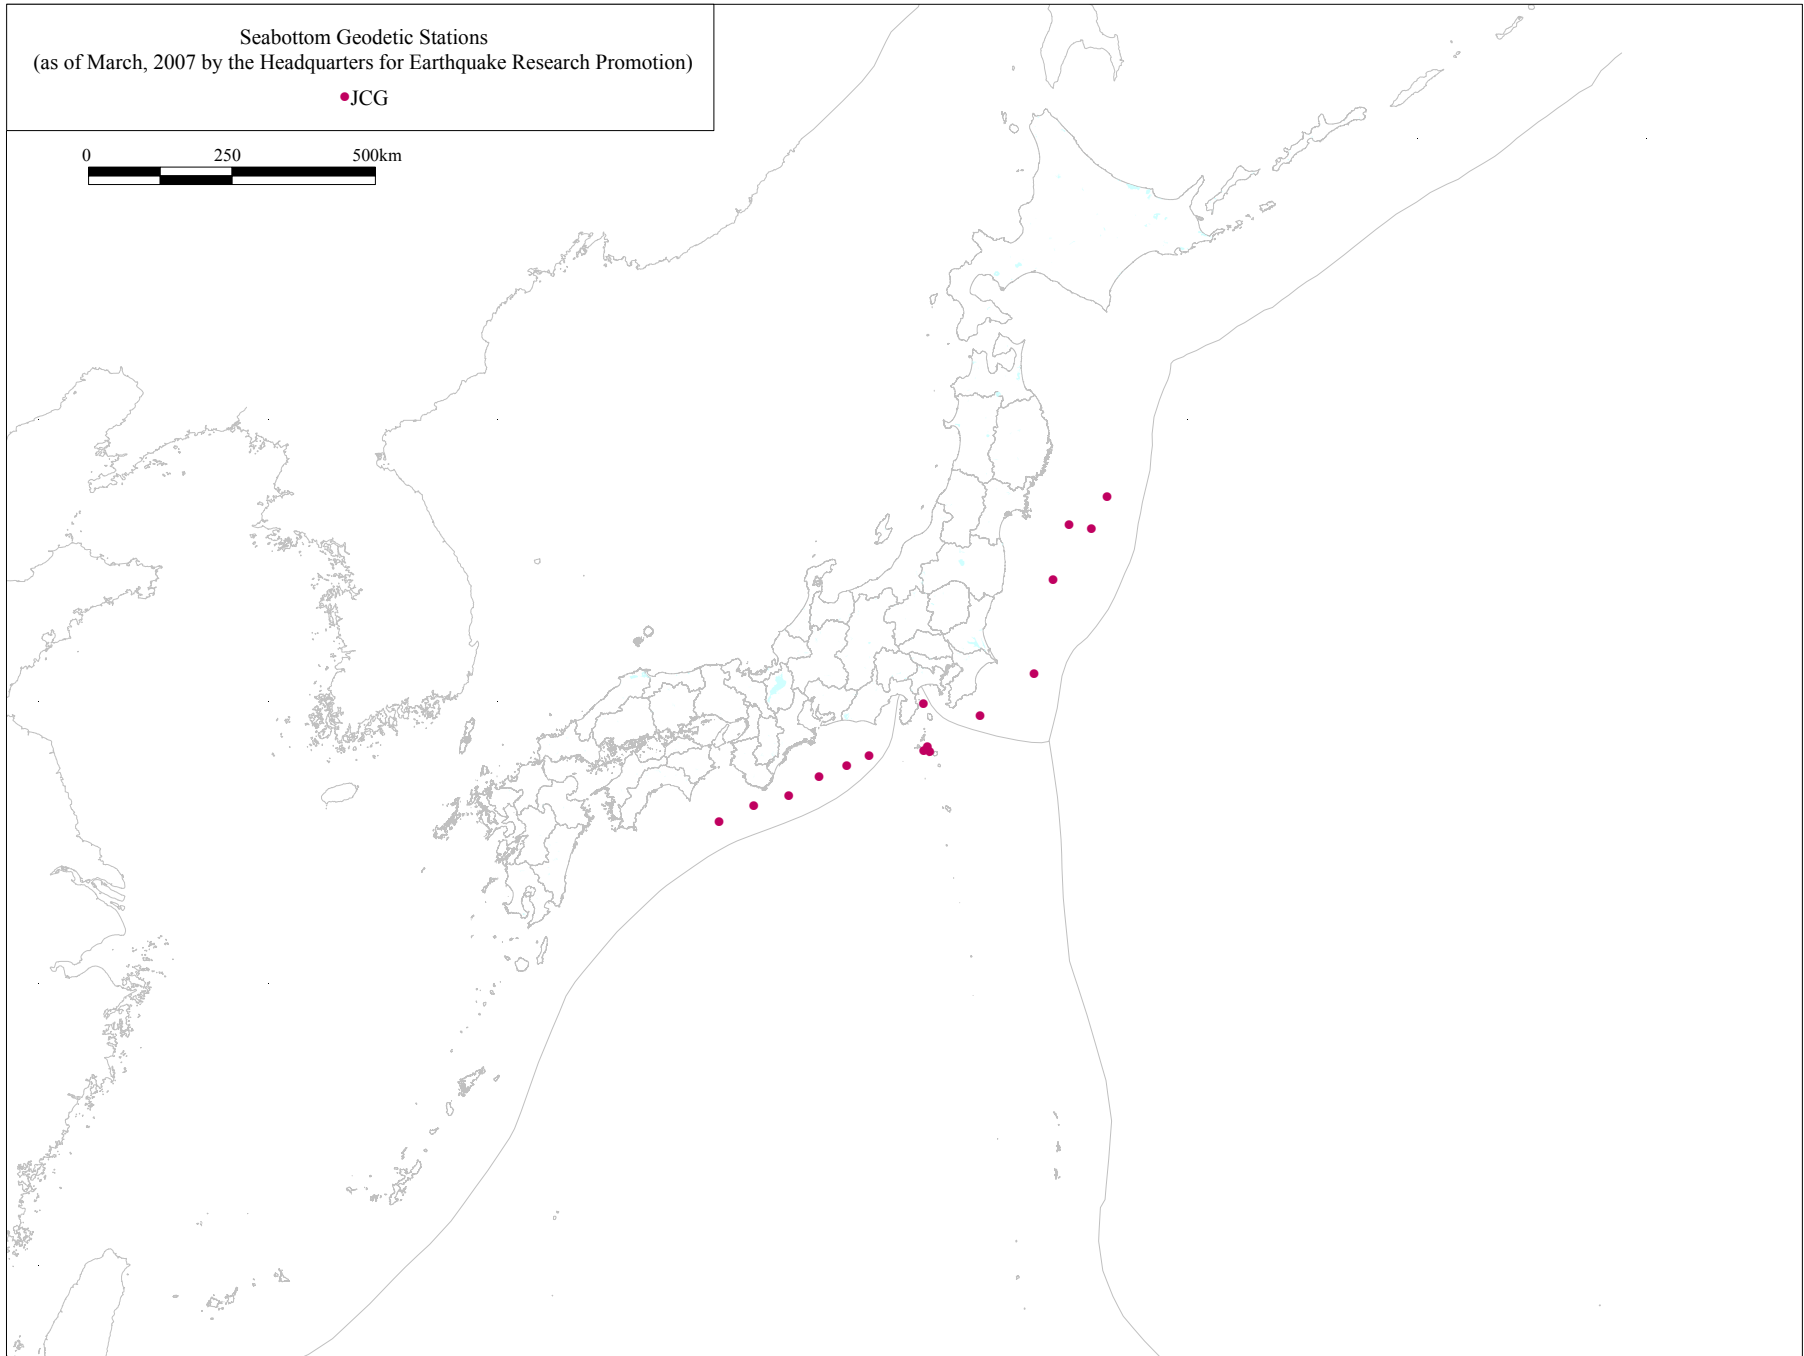 Seabottom Geodetic Stations
(as of March, 2007 by the Headquarters for Earthquake Research Promotion)
JCG
0 250 500km